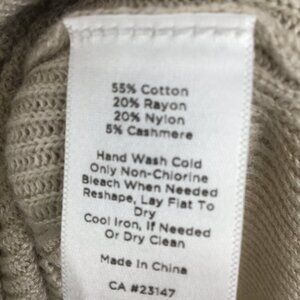 55% Cotton
20% Rayon
20% Nylon
5% Cashmere
Hand Wash Cold
Only Non-Chlorine
Bleach When Needed
Reshape, Lay Flat To
Dry
Cool Iron, If Needed
Or Dry Clean
Made In China
CA #23147